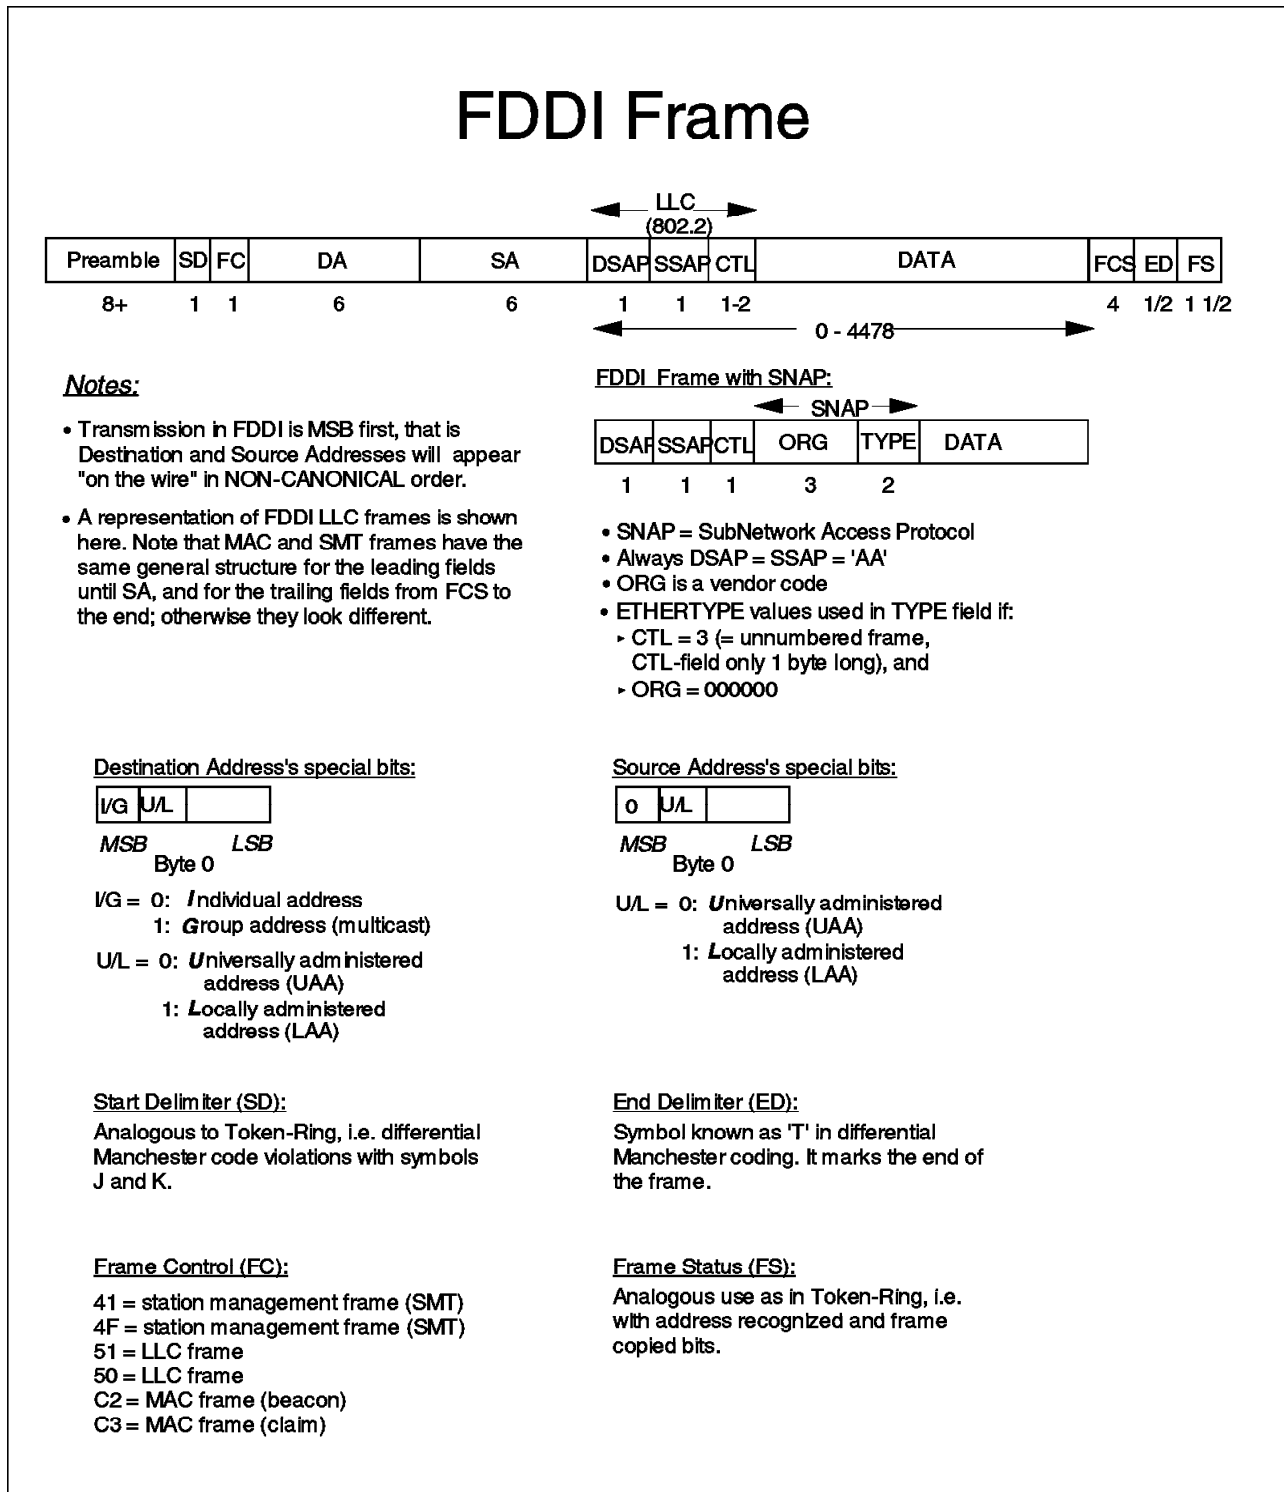 FDDI Frame
LLC
(802.2)
Preamble SD FC DA SA DSAP SSAP CTL DATA FCS ED FS
8+ 1 1 6 6 1 1 1-2 4 1/2 1 1/2
0 - 4478
Notes:
• Transmission in FDDI is MSB first, that is
Destination and Source Addresses will appear
"on the wire" in NON-CANONICAL order.
• A representation of FDDI LLC frames is shown
here. Note that MAC and SMT frames have the
same general structure for the leading fields
until SA, and for the trailing fields from FCS to
the end; otherwise they look different.
FDDI Frame with SNAP:
SNAP
DSAP SSAP CTL ORG TYPE DATA
1 1 1 3 2
• SNAP = SubNetwork Access Protocol
• Always DSAP = SSAP = 'AA'
• ORG is a vendor code
• ETHERTYPE values used in TYPE field if:
▸ CTL = 3 (= unnumbered frame,
CTL-field only 1 byte long), and
▸ ORG = 000000
Destination Address's special bits:
I/G U/L
MSB LSB
Byte 0
I/G = 0: Individual address
1: Group address (multicast)
U/L = 0: Universally administered
address (UAA)
1: Locally administered
address (LAA)
Source Address's special bits:
0 U/L
MSB LSB
Byte 0
U/L = 0: Universally administered
address (UAA)
1: Locally administered
address (LAA)
Start Delimiter (SD):
Analogous to Token-Ring, i.e. differential
Manchester code violations with symbols
J and K.
End Delimiter (ED):
Symbol known as 'T' in differential
Manchester coding. It marks the end of
the frame.
Frame Control (FC):
41 = station management frame (SMT)
4F = station management frame (SMT)
51 = LLC frame
50 = LLC frame
C2 = MAC frame (beacon)
C3 = MAC frame (claim)
Frame Status (FS):
Analogous use as in Token-Ring, i.e.
with address recognized and frame
copied bits.